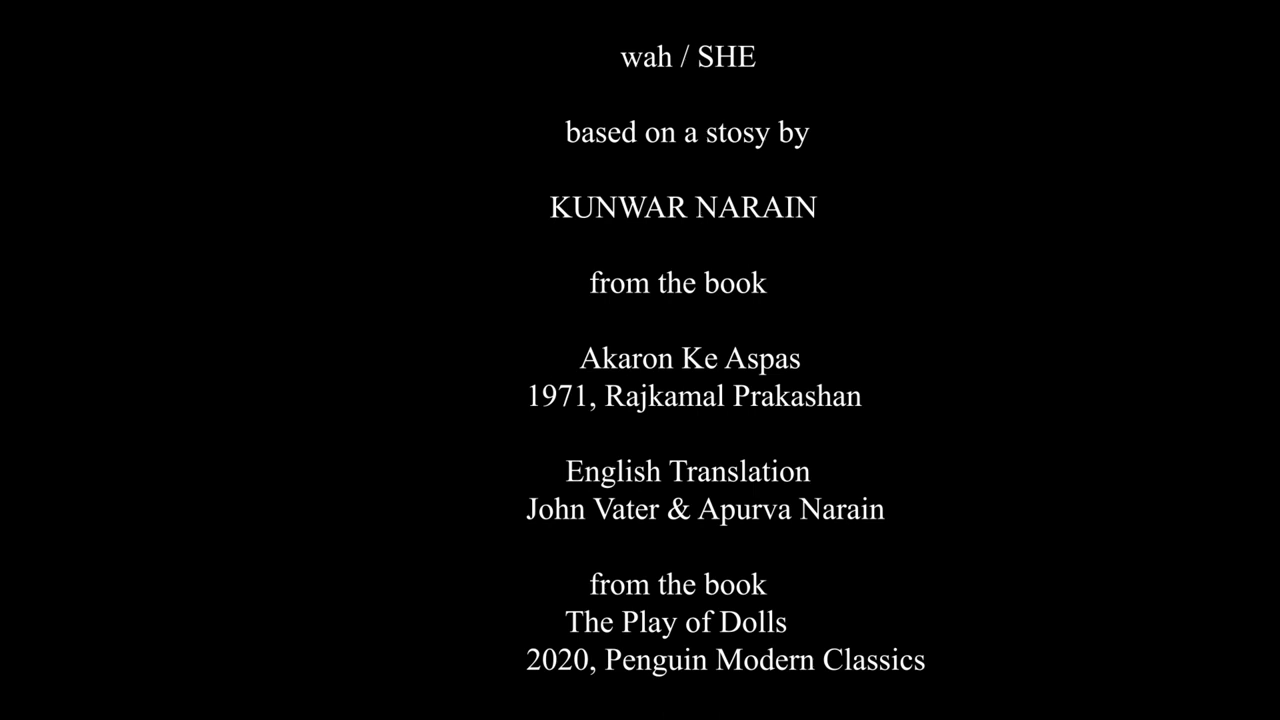 wah / SHE
based on a stosy by
KUNWAR NARAIN
from the book
Akaron Ke Aspas
1971, Rajkamal Prakashan
English Translation
John Vater & Apurva Narain
from the book
The Play of Dolls
2020, Penguin Modern Classics